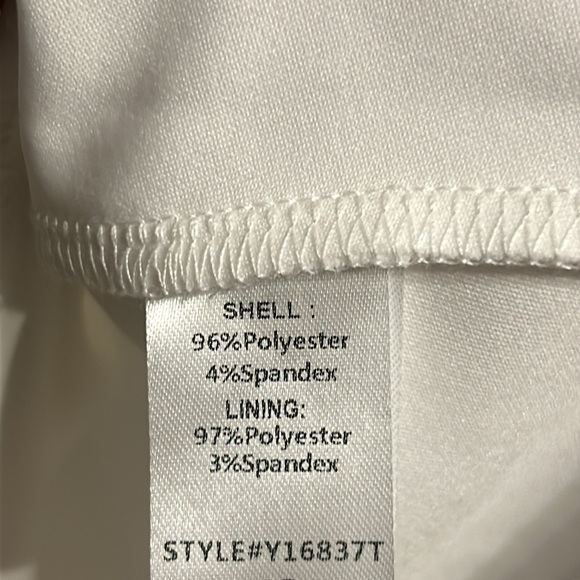 SHELL :
96%Polyester
4%Spandex
LINING:
97%Polyester
3%Spandex
STYLE#Y16837T